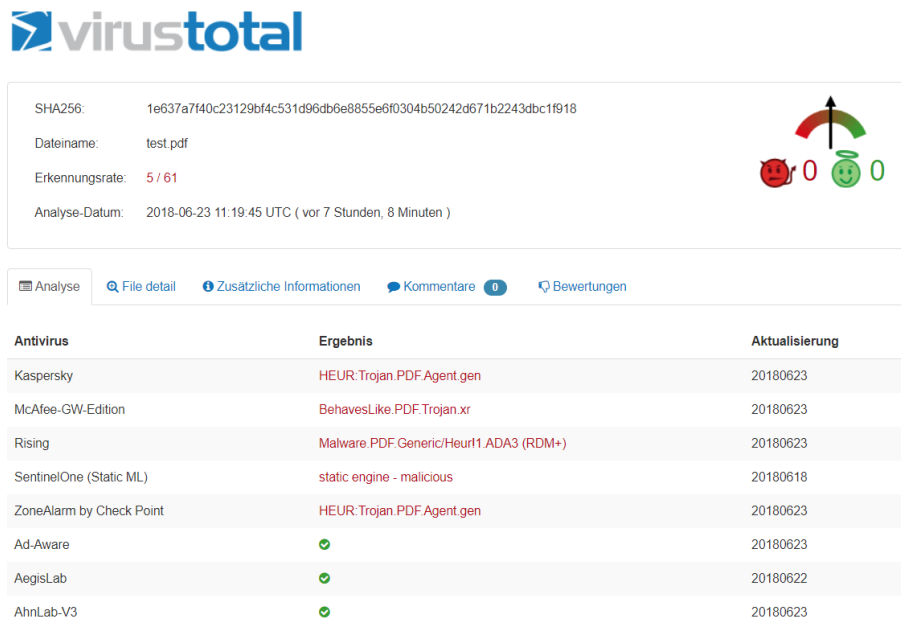 virustotal
SHA256: 1e637a7f40c23129bf4c531d96db6e8855e6f0304b50242d671b2243dbc1f918
Dateiname: test.pdf
Erkennungsrate: 5 / 61
Analyse-Datum: 2018-06-23 11:19:45 UTC ( vor 7 Stunden, 8 Minuten )
0 0
Analyse File detail Zusätzliche Informationen Kommentare 0 Bewertungen
Antivirus Ergebnis Aktualisierung
Kaspersky HEUR:Trojan.PDF.Agent.gen 20180623
McAfee-GW-Edition BehavesLike.PDF.Trojan.xr 20180623
Rising Malware.PDF.Generic/Heur!1.ADA3 (RDM+) 20180623
SentinelOne (Static ML) static engine - malicious 20180618
ZoneAlarm by Check Point HEUR:Trojan.PDF.Agent.gen 20180623
Ad-Aware 20180623
AegisLab 20180622
AhnLab-V3 20180623